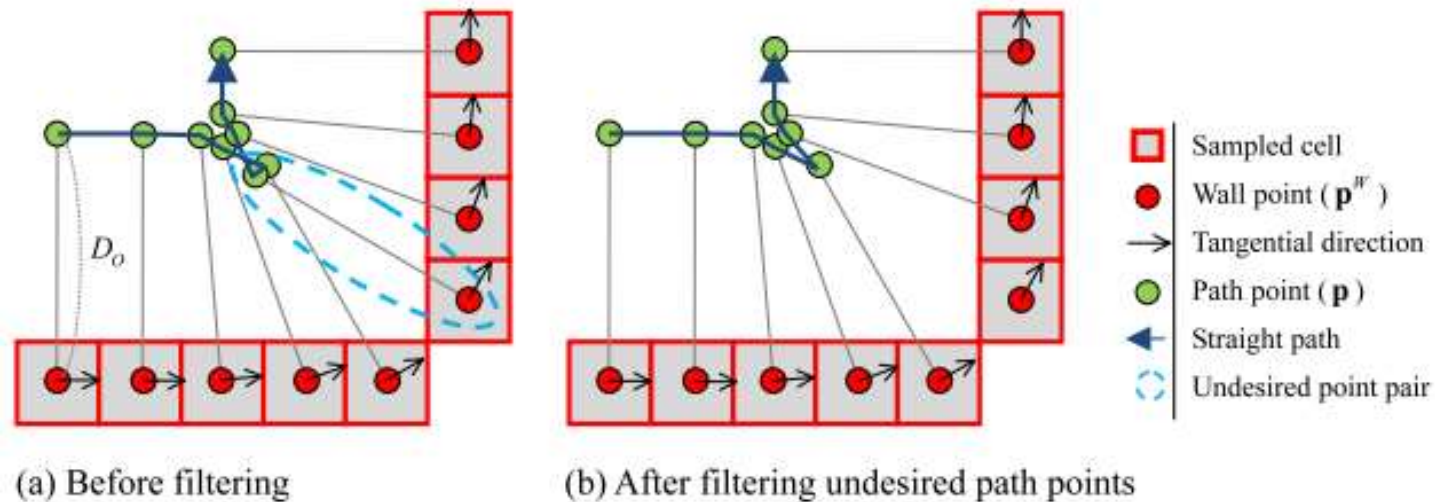 D_O
Sampled cell
Wall point ( p^W )
Tangential direction
Path point ( p )
Straight path
Undesired point pair
(a) Before filtering
(b) After filtering undesired path points